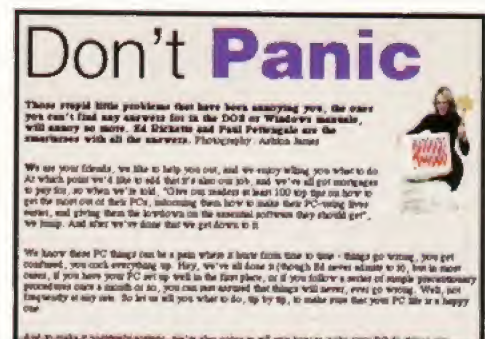 Don't Panic
Those stupid little problems that have been annoying you, the ones
you can't find any answers for in the DOS or Windows manuals,
will annoy no more. Ed Ricketts and Paul Pettengale are the
smartarses with all the answers. Photography: Ashton James
We are your friends, we like to help you out, and we enjoy telling you what to do.
At which point we'd like to add that it's also our job, and we've all got mortgages
to pay for, so when we're told, "Give our readers at least 100 top tips on how to
get the most out of their PCs, informing them how to make their PC-using lives
easier, and giving them the lowdown on the essential software they should get",
we jump. And after we've done that we get down to it.
We know these PC things can be a pain where it hurts from time to time - things go wrong, you get
confused, you cock everything up. Hey, we've all done it (though Ed never admits to it), but in most
cases, if you have your PC set up well in the first place, or if you follow a series of simple precautionary
procedures once a month or so, you can rest assured that things will never, ever go wrong. Well, not
frequently at any rate. So let us tell you what to do, tip by tip, to make sure that your PC life is a happy
one.